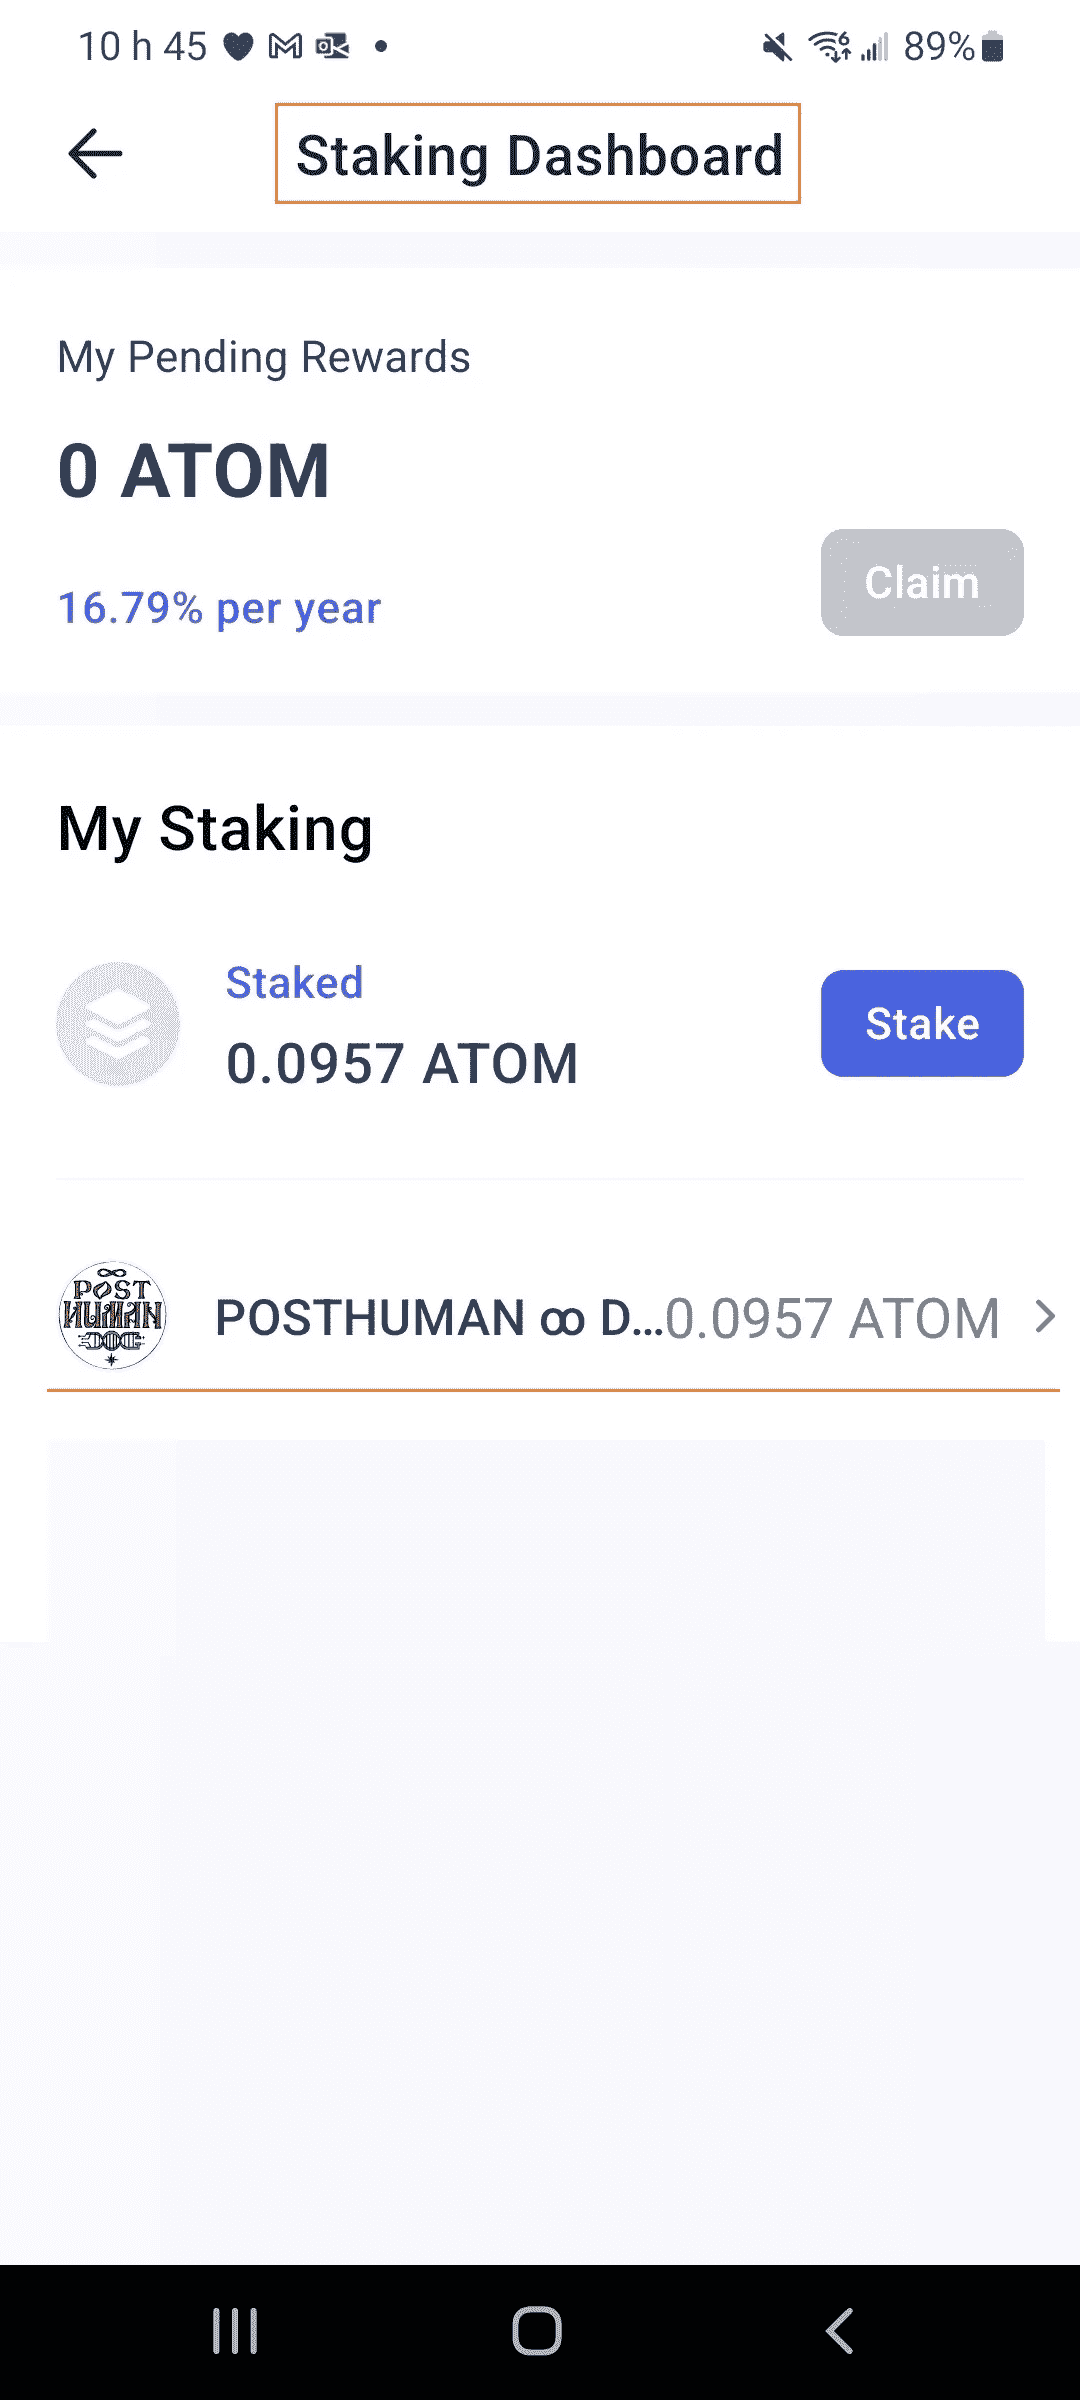 10 h 45 89%
Staking Dashboard
My Pending Rewards
0 ATOM
16.79% per year
Claim
My Staking
Staked
0.0957 ATOM
Stake
POST
HUMAN
POSTHUMAN ꝏ D...0.0957 ATOM